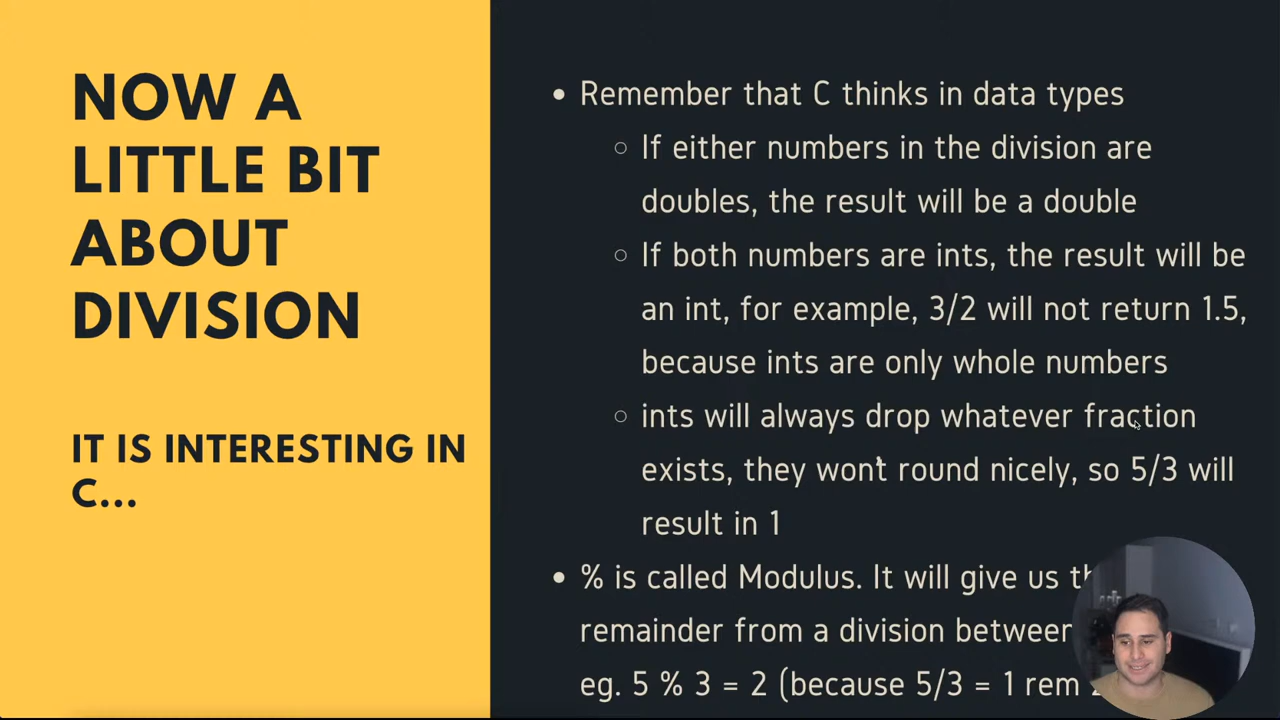 NOW A
LITTLE BIT
ABOUT
DIVISION
IT IS INTERESTING IN
C...
• Remember that C thinks in data types
○ If either numbers in the division are
doubles, the result will be a double
○ If both numbers are ints, the result will be
an int, for example, 3/2 will not return 1.5,
because ints are only whole numbers
○ ints will always drop whatever fraction
exists, they won't round nicely, so 5/3 will
result in 1
• % is called Modulus. It will give us
remainder from a division between
eg. 5 % 3 = 2 (because 5/3 = 1 rem